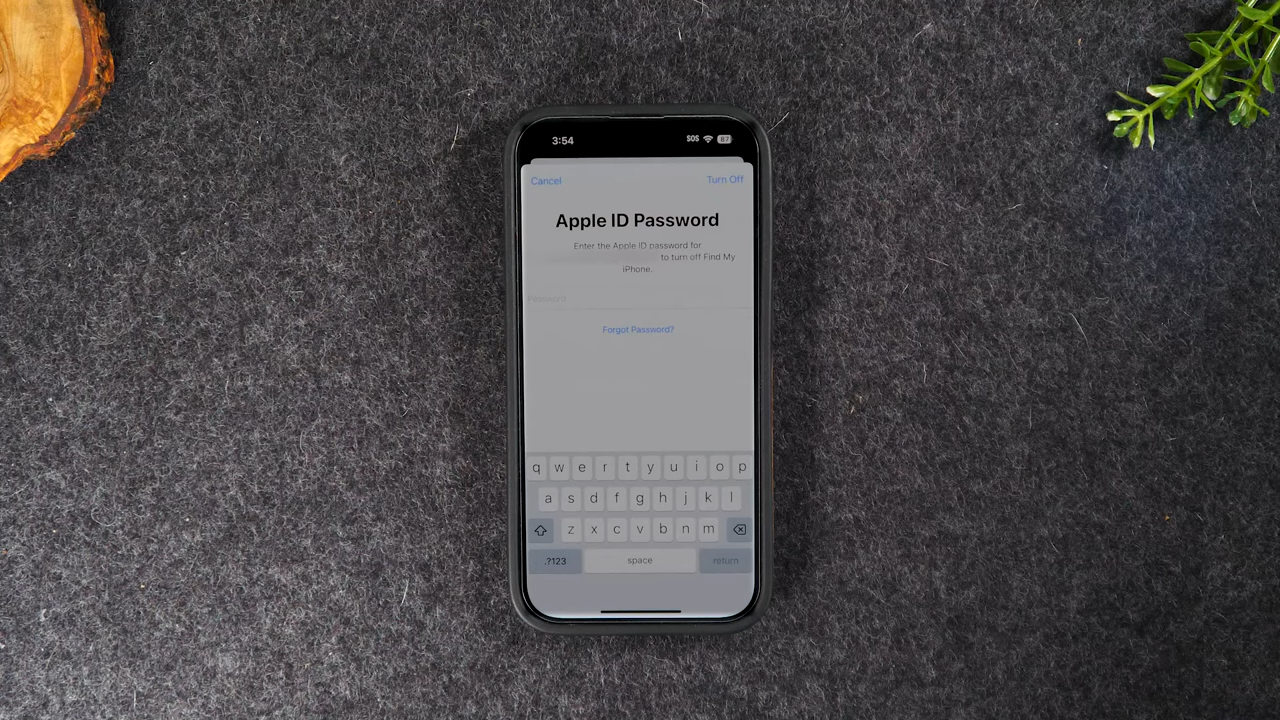 3:54 SOS 87
Cancel Turn Off
Apple ID Password
Enter the Apple ID password for
to turn off Find My
iPhone.
Password
Forgot Password?
q w e r t y u i o p
a s d f g h j k l
z x c v b n m
.?123 space return